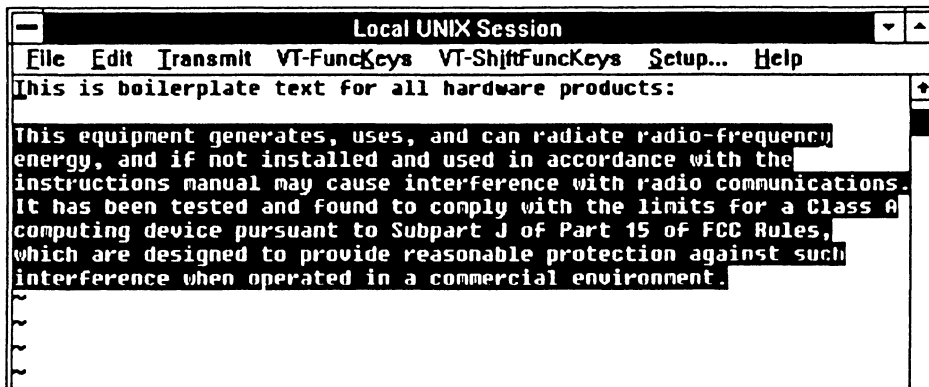 Local UNIX Session
File Edit Transmit VT-FuncKeys VT-ShiftFuncKeys Setup... Help
This is boilerplate text for all hardware products:
This equipment generates, uses, and can radiate radio-frequency
energy, and if not installed and used in accordance with the
instructions manual may cause interference with radio communications.
It has been tested and found to comply with the limits for a Class A
computing device pursuant to Subpart J of Part 15 of FCC Rules,
which are designed to provide reasonable protection against such
interference when operated in a commercial environment.
~
~
~
~